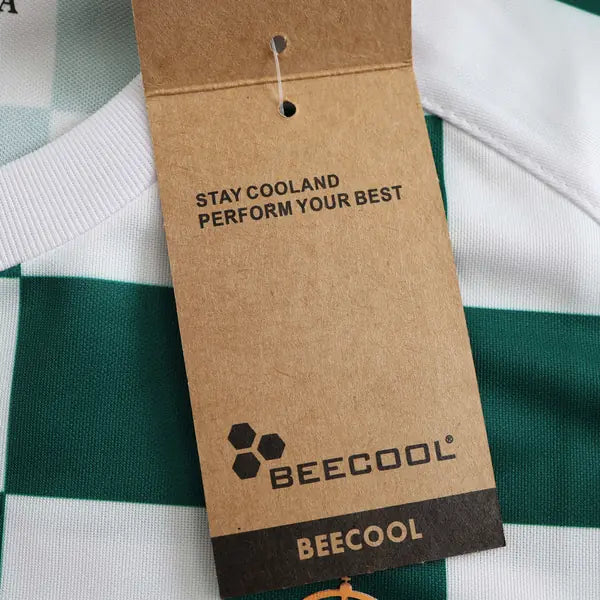 A
STAY COOLAND
PERFORM YOUR BEST
BEECOOL®
BEECOOL